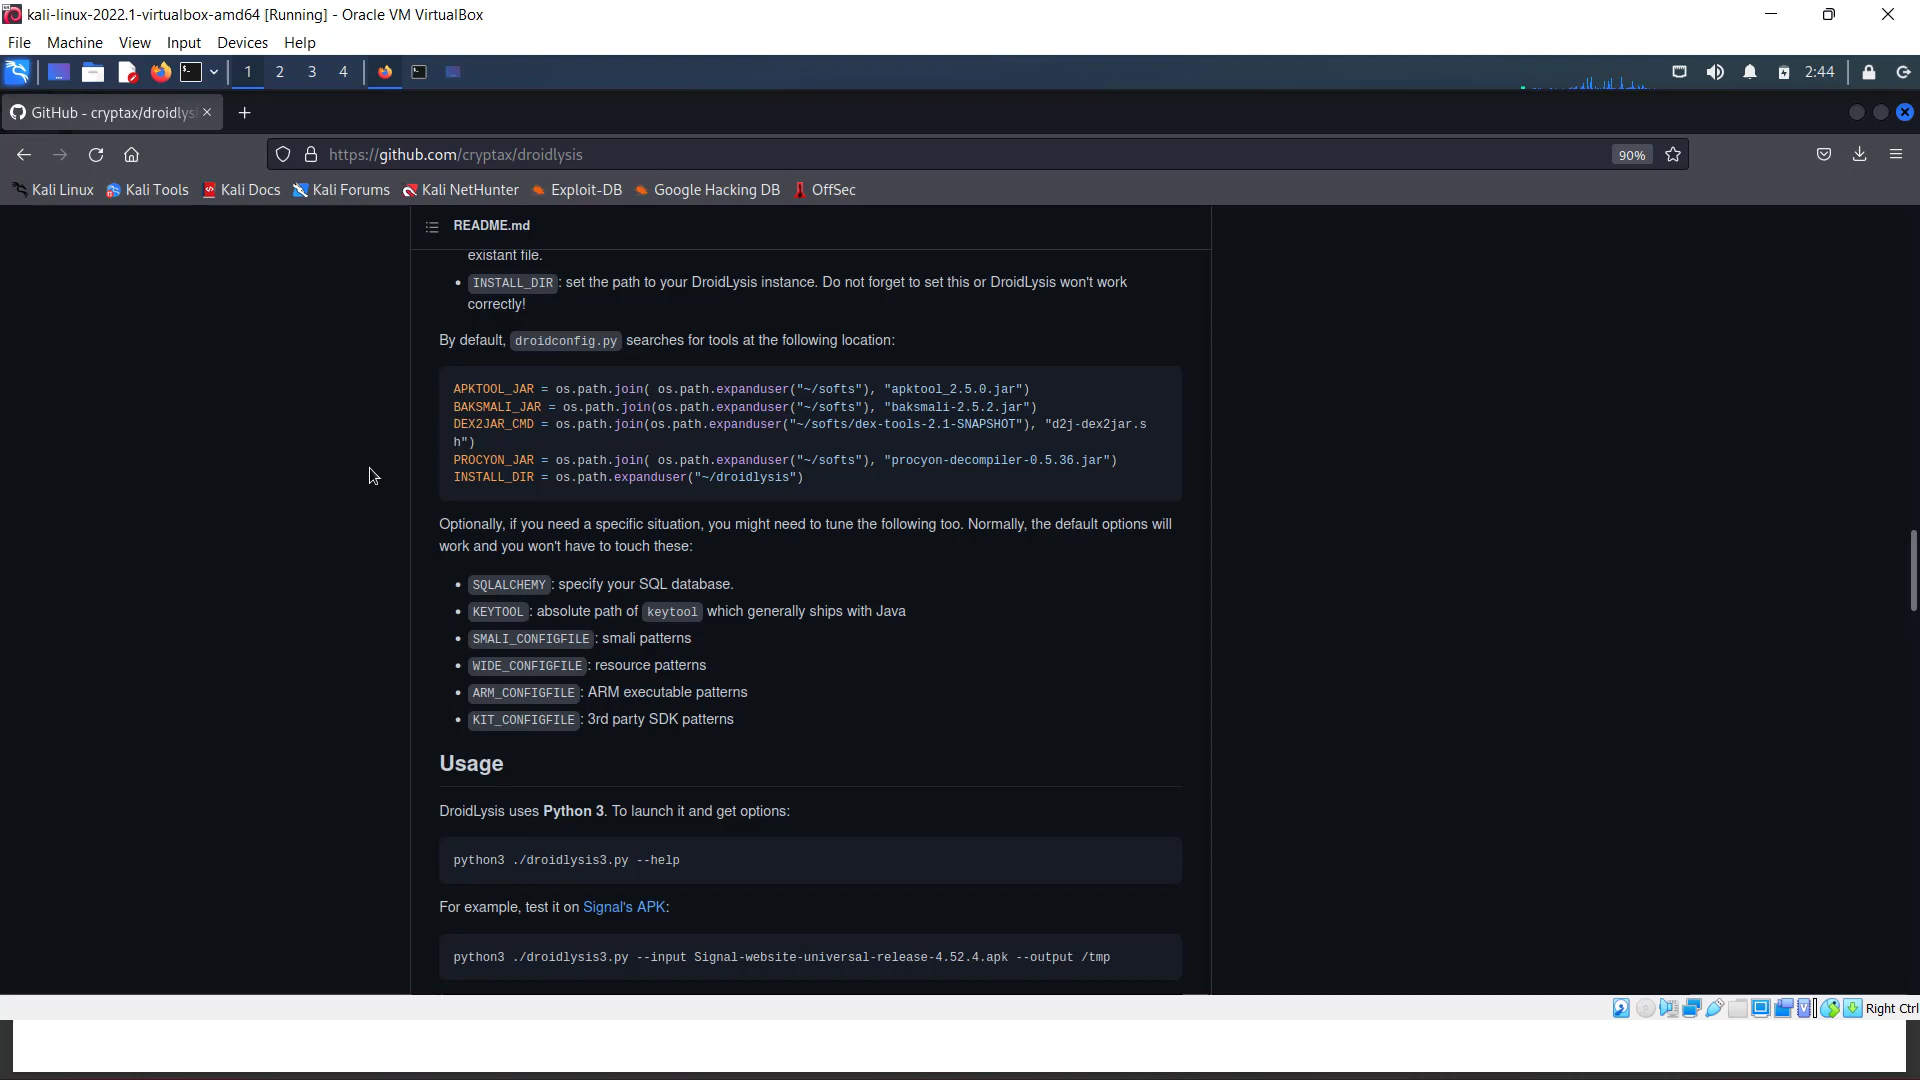 kali-linux-2022.1-virtualbox-amd64 [Running] - Oracle VM VirtualBox
File Machine View Input Devices Help
1 2 3 4 2:44
GitHub - cryptax/droidlysi
https://github.com/cryptax/droidlysis 90%
Kali Linux Kali Tools Kali Docs Kali Forums Kali NetHunter Exploit-DB Google Hacking DB OffSec
README.md
existant file.
• INSTALL_DIR: set the path to your DroidLysis instance. Do not forget to set this or DroidLysis won't work
correctly!
By default, droidconfig.py searches for tools at the following location:
APKTOOL_JAR = os.path.join( os.path.expanduser("~/softs"), "apktool_2.5.0.jar")
BAKSMALI_JAR = os.path.join(os.path.expanduser("~/softs"), "baksmali-2.5.2.jar")
DEX2JAR_CMD = os.path.join(os.path.expanduser("~/softs/dex-tools-2.1-SNAPSHOT"), "d2j-dex2jar.s
h")
PROCYON_JAR = os.path.join( os.path.expanduser("~/softs"), "procyon-decompiler-0.5.36.jar")
INSTALL_DIR = os.path.expanduser("~/droidlysis")
Optionally, if you need a specific situation, you might need to tune the following too. Normally, the default options will
work and you won't have to touch these:
• SQLALCHEMY: specify your SQL database.
• KEYTOOL: absolute path of keytool which generally ships with Java
• SMALI_CONFIGFILE: smali patterns
• WIDE_CONFIGFILE: resource patterns
• ARM_CONFIGFILE: ARM executable patterns
• KIT_CONFIGFILE: 3rd party SDK patterns
Usage
DroidLysis uses Python 3. To launch it and get options:
python3 ./droidlysis3.py --help
For example, test it on Signal's APK:
python3 ./droidlysis3.py --input Signal-website-universal-release-4.52.4.apk --output /tmp
Right Ctrl